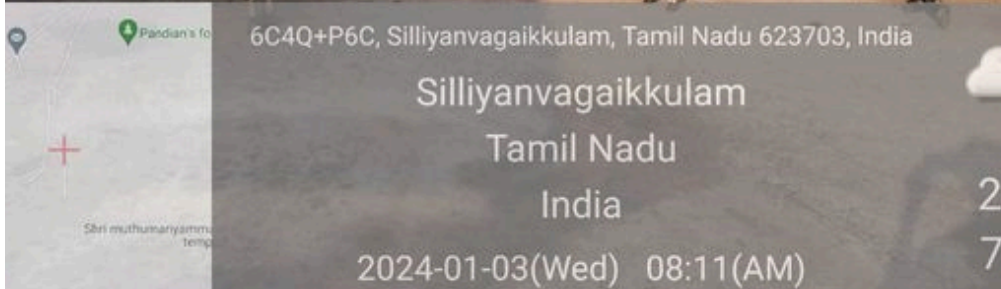 Pandian's fo
6C4Q+P6C, Silliyanvagaikkulam, Tamil Nadu 623703, India
Silliyanvagaikkulam
Tamil Nadu
India
2
7
Shri muthumariyamma
temp
2024-01-03(Wed) 08:11(AM)